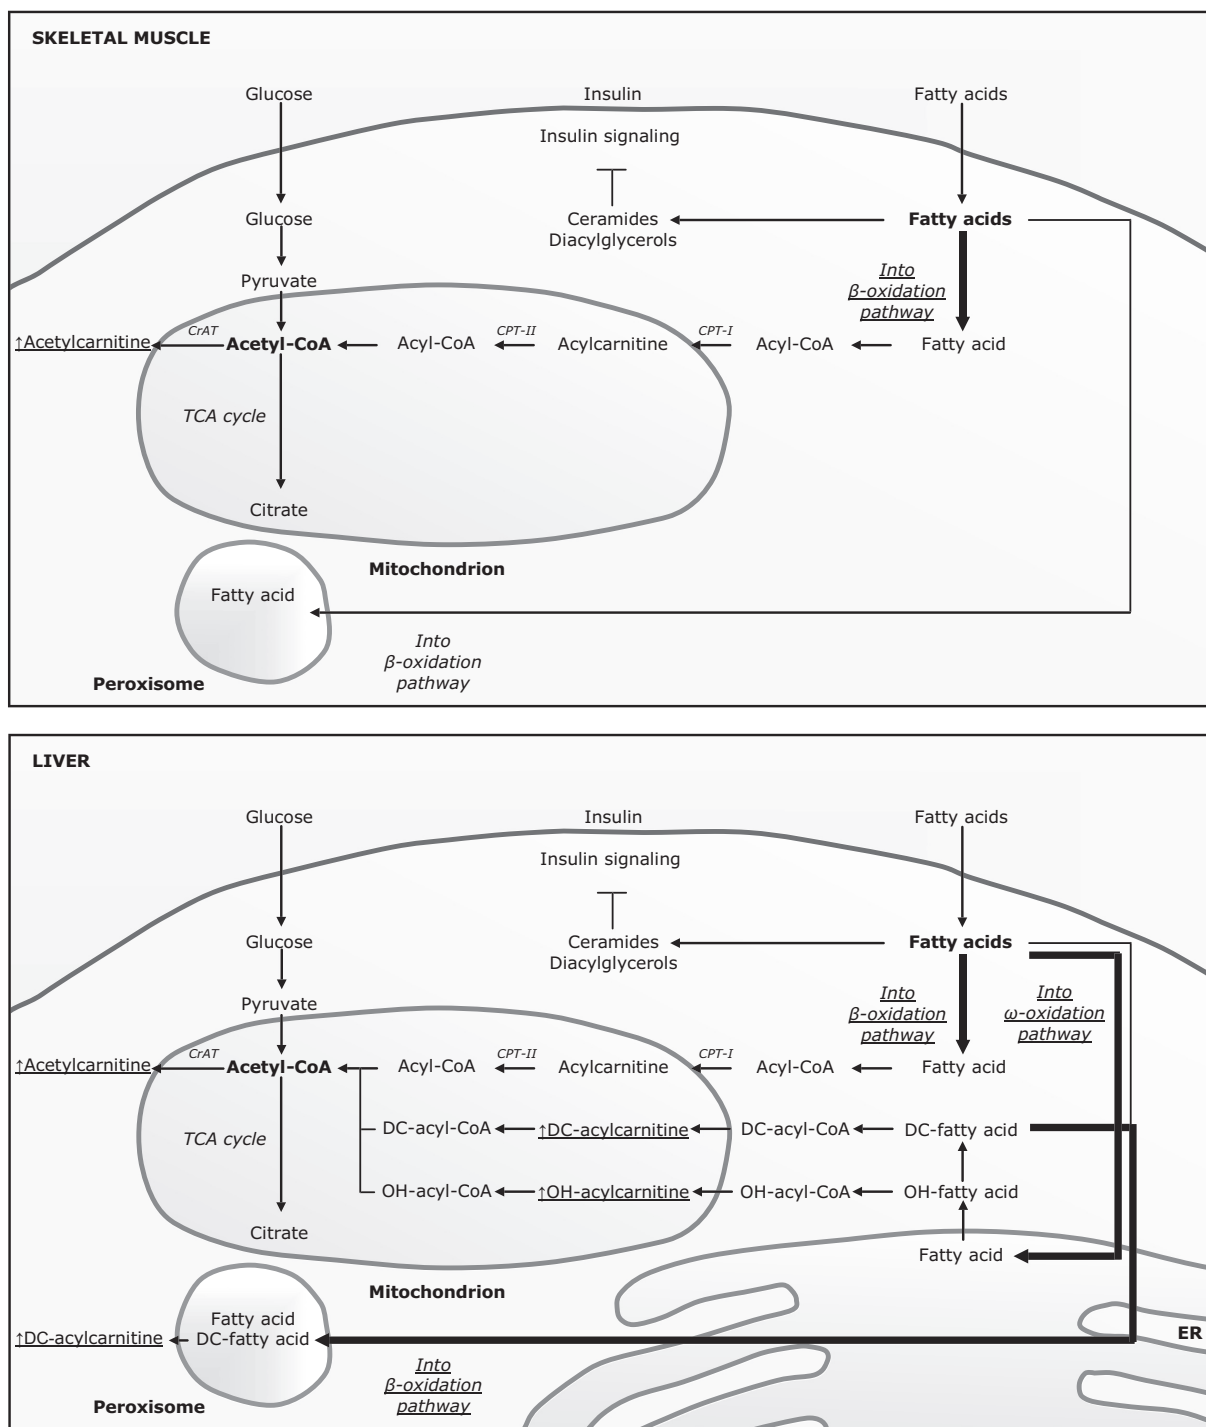 SKELETAL MUSCLE
Glucose
Insulin
Fatty acids
Insulin signaling
Glucose
Ceramides
Diacylglycerols
Fatty acids
Into
β-oxidation
pathway
Pyruvate
↑Acetylcarnitine
CrAT
Acetyl-CoA
Acyl-CoA
CPT-II
Acylcarnitine
CPT-I
Acyl-CoA
Fatty acid
TCA cycle
Citrate
Mitochondrion
Fatty acid
Into
β-oxidation
pathway
Peroxisome
LIVER
Glucose
Insulin
Fatty acids
Insulin signaling
Glucose
Ceramides
Diacylglycerols
Fatty acids
Into
β-oxidation
pathway
Into
ω-oxidation
pathway
Pyruvate
↑Acetylcarnitine
CrAT
Acetyl-CoA
Acyl-CoA
CPT-II
Acylcarnitine
CPT-I
Acyl-CoA
Fatty acid
TCA cycle
DC-acyl-CoA
↑DC-acylcarnitine
DC-acyl-CoA
DC-fatty acid
OH-acyl-CoA
↑OH-acylcarnitine
OH-acyl-CoA
OH-fatty acid
Citrate
Fatty acid
Mitochondrion
Fatty acid
DC-fatty acid
↑DC-acylcarnitine
ER
Into
β-oxidation
pathway
Peroxisome